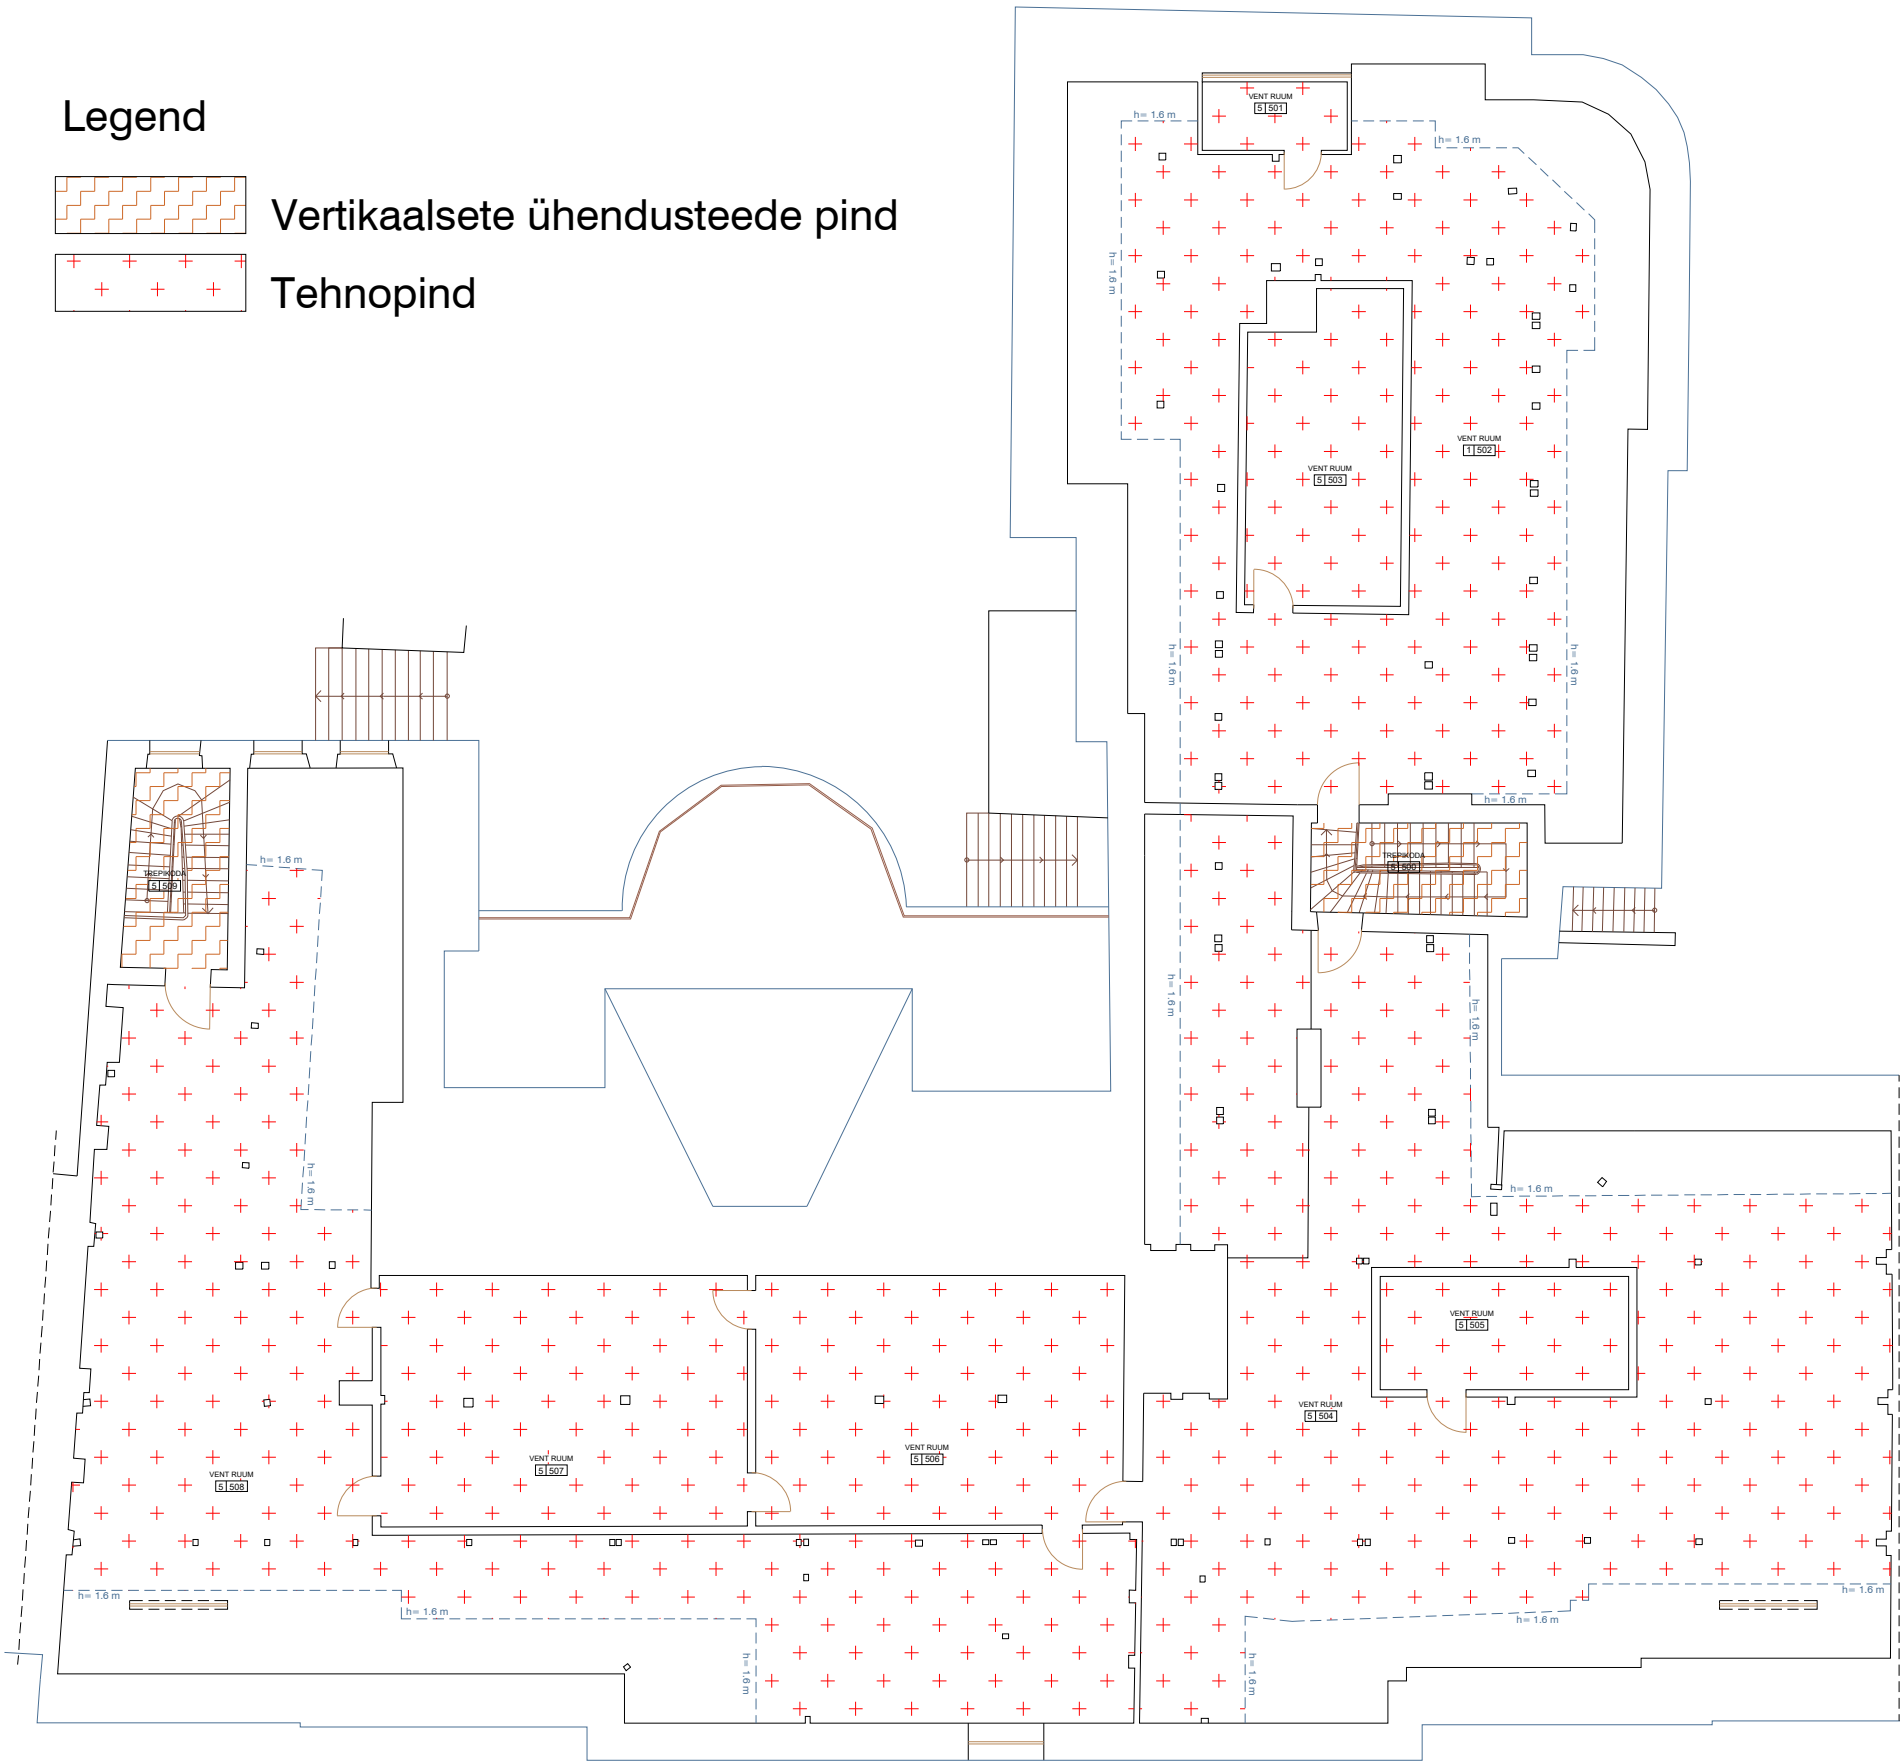 Legend
Vertikaalsete ühendusteede pind
Tehnopind
VENT RUUM
5 501
h= 1.6 m
h= 1.6 m
h= 1.6 m
VENT RUUM
1 502
VENT RUUM
5 503
h= 1.6 m
h= 1.6 m
h= 1.6 m
TREPIKODA
5 500
TREPIKODA
5 509
h= 1.6 m
h= 1.6 m
h= 1.6 m
h= 1.6 m
h= 1.6 m
VENT RUUM
5 505
VENT RUUM
5 504
VENT RUUM
5 506
VENT RUUM
5 507
VENT RUUM
5 508
h= 1.6 m
h= 1.6 m
h= 1.6 m
h= 1.6 m
h= 1.6 m
h= 1.6 m